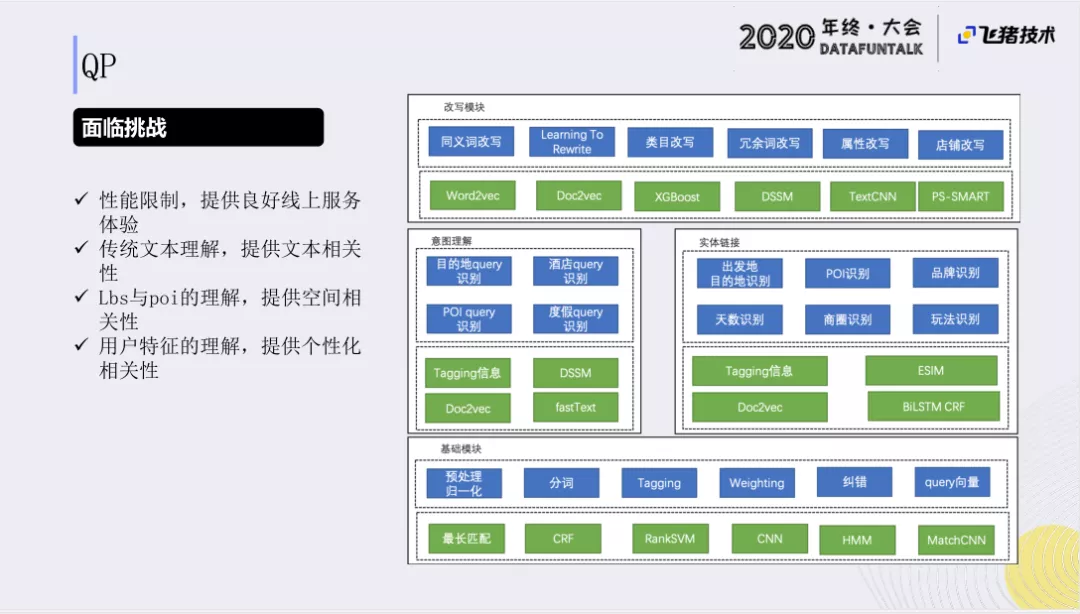 2020 年终·大会
DATAFUNTALK
飞猪技术
QP
面临挑战
✓ 性能限制，提供良好线上服务
体验
✓ 传统文本理解，提供文本相关
性
✓ Lbs与poi的理解，提供空间相
关性
✓ 用户特征的理解，提供个性化
相关性
改写模块
同义词改写
Learning To
Rewrite
类目改写
冗余词改写
属性改写
店铺改写
Word2vec
Doc2vec
XGBoost
DSSM
TextCNN
PS-SMART
意图理解
目的地query
识别
酒店query
识别
POI query
识别
度假query
识别
Tagging信息
DSSM
Doc2vec
fastText
实体链接
出发地
目的地识别
POI识别
品牌识别
天数识别
商圈识别
玩法识别
Tagging信息
ESIM
Doc2vec
BiLSTM CRF
基础模块
预处理
归一化
分词
Tagging
Weighting
纠错
query向量
最长匹配
CRF
RankSVM
CNN
HMM
MatchCNN